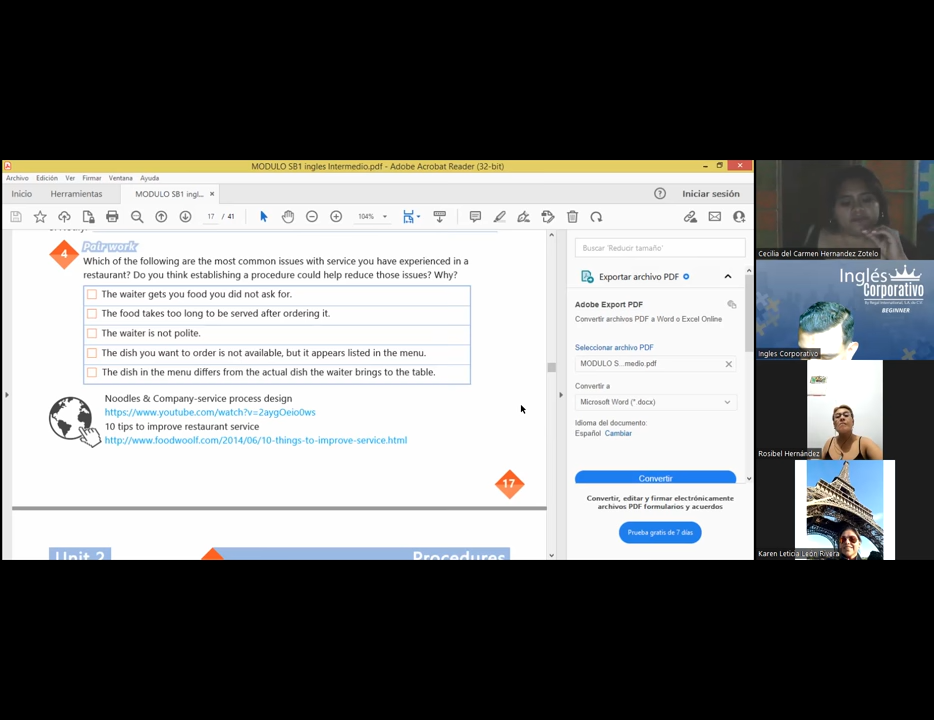 MODULO SB1 ingles Intermedio.pdf - Adobe Acrobat Reader (32-bit)
Archivo Edición Ver Firmar Ventana Ayuda
Inicio Herramientas MODULO SB1 ingl... × Iniciar sesión
17 / 41 104%
4 Pair work
Which of the following are the most common issues with service you have experienced in a
restaurant? Do you think establishing a procedure could help reduce those issues? Why?
The waiter gets you food you did not ask for.
The food takes too long to be served after ordering it.
The waiter is not polite.
The dish you want to order is not available, but it appears listed in the menu.
The dish in the menu differs from the actual dish the waiter brings to the table.
Noodles & Company-service process design
https://www.youtube.com/watch?v=2aygOeio0ws
10 tips to improve restaurant service
http://www.foodwoolf.com/2014/06/10-things-to-improve-service.html
17
Unit 2 Procedures
Buscar 'Reducir tamaño'
Exportar archivo PDF
Adobe Export PDF
Convertir archivos PDF a Word o Excel Online
Seleccionar archivo PDF
MODULO S...medio.pdf
Convertir a
Microsoft Word (*.docx)
Idioma del documento:
Español Cambiar
Convertir
Convertir, editar y firmar electrónicamente
archivos PDF formularios y acuerdos
Prueba gratis de 7 días
Cecilia del Carmen Hernandez Zotelo
Inglés
Corporativo
BEGINNER
Ingles Corporativo
Rosibel Hernández
Karen Leticia Leon Rivera